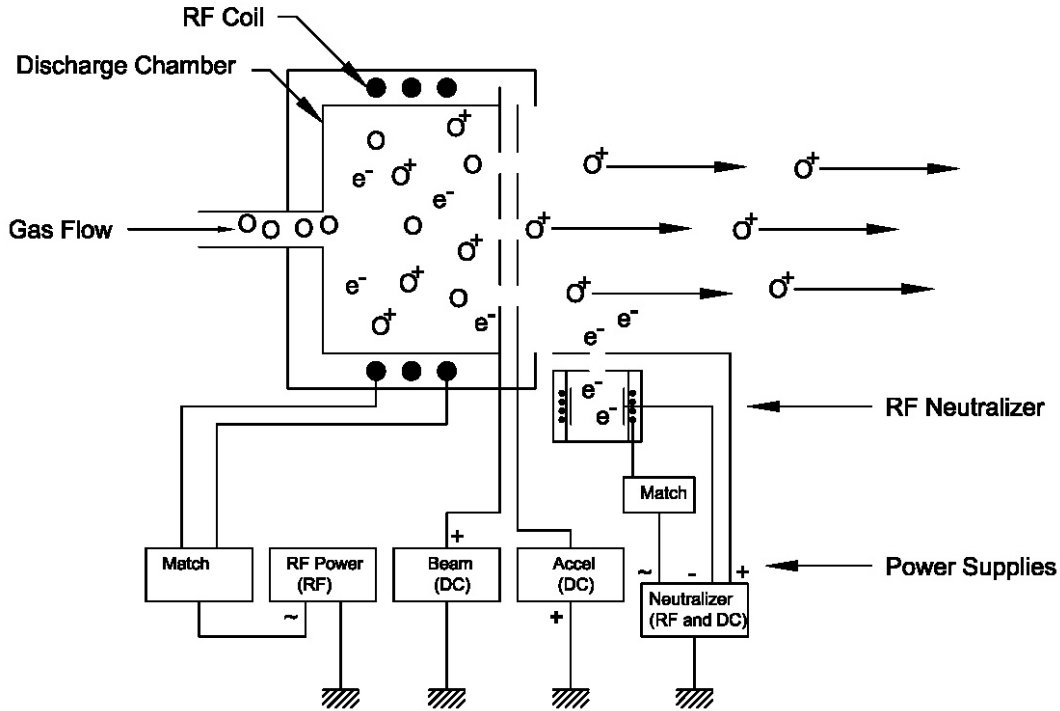 RF Coil
Discharge Chamber
O⁺
O
O⁺
O
O⁺
O⁺
e⁻
O⁺
e⁻
Gas Flow
O O O O
O
O⁺
O⁺
O⁺
e⁻
O⁺
O
O⁺
O⁺
O⁺
e⁻
e⁻
e⁻
e⁻
e⁻
RF Neutralizer
Match
Match
RF Power
(RF)
~
+
Beam
(DC)
Accel
(DC)
+
~ - +
Neutralizer
(RF and DC)
Power Supplies